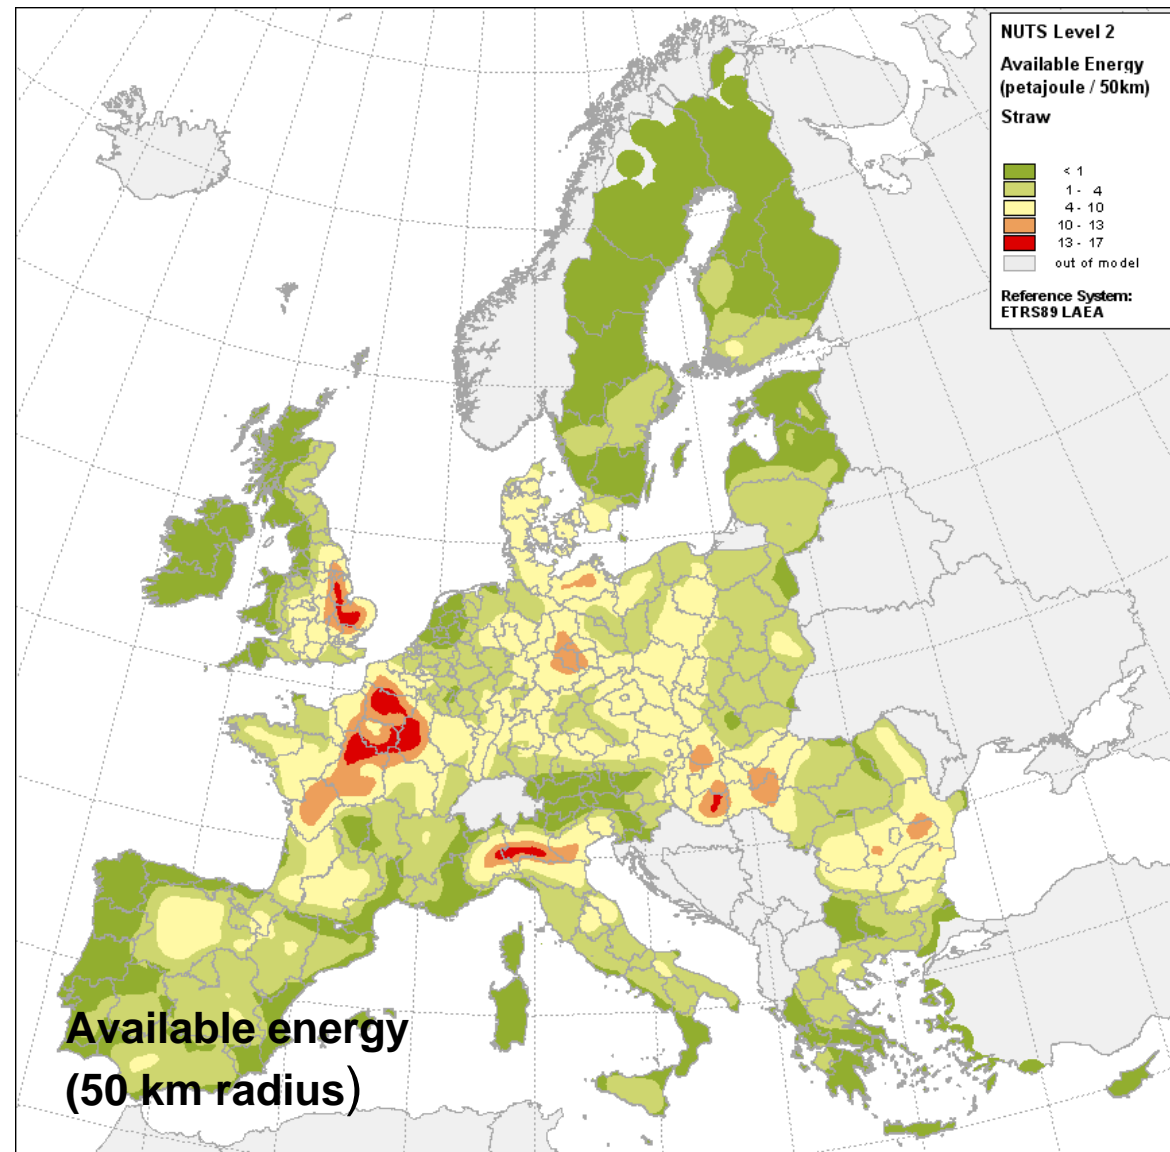 NUTS Level 2
Available Energy
(petajoule / 50km)
Straw
< 1
1 - 4
4 - 10
10 - 13
13 - 17
out of model
Reference System:
ETRS89 LAEA
Available energy
(50 km radius)